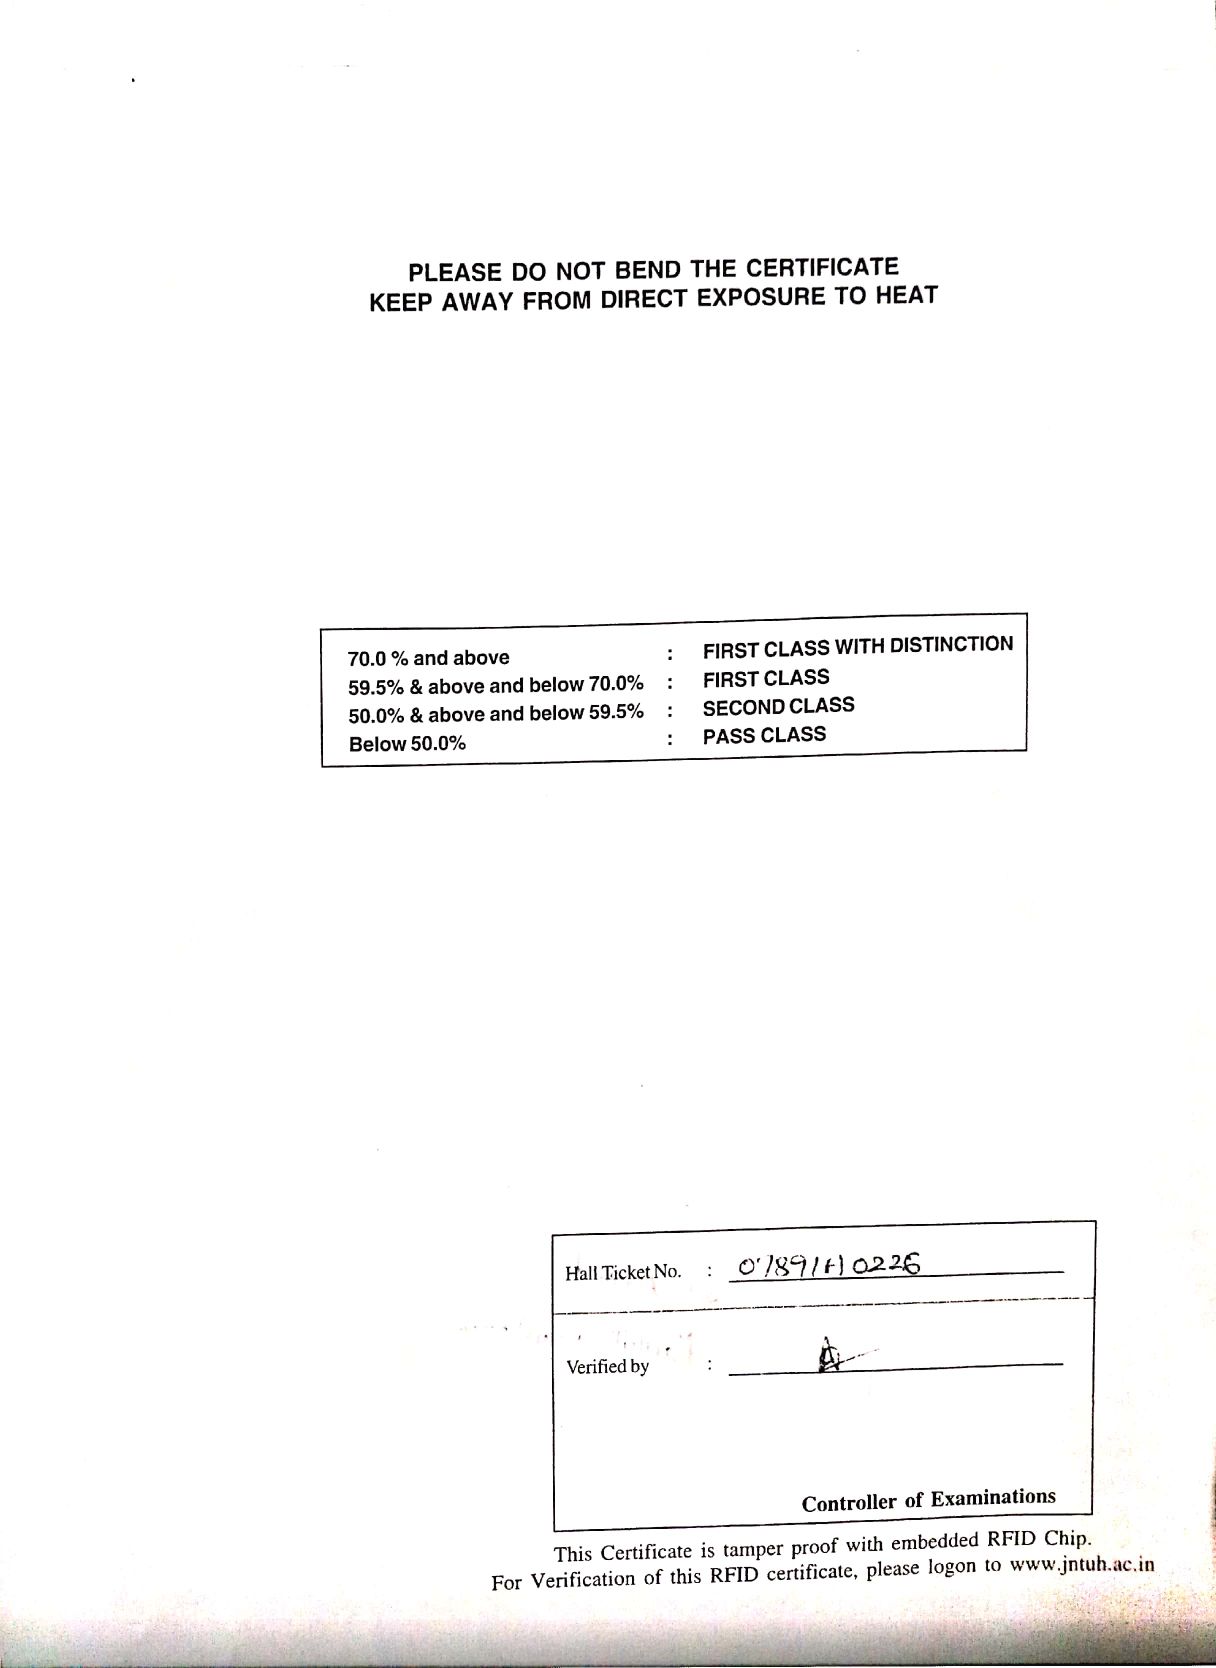 PLEASE DO NOT BEND THE CERTIFICATE
KEEP AWAY FROM DIRECT EXPOSURE TO HEAT
70.0 % and above : FIRST CLASS WITH DISTINCTION
59.5% & above and below 70.0% : FIRST CLASS
50.0% & above and below 59.5% : SECOND CLASS
Below 50.0% : PASS CLASS
Hall Ticket No. : 07891A0226
Verified by :
Controller of Examinations
This Certificate is tamper proof with embedded RFID Chip.
For Verification of this RFID certificate, please logon to www.jntuh.ac.in